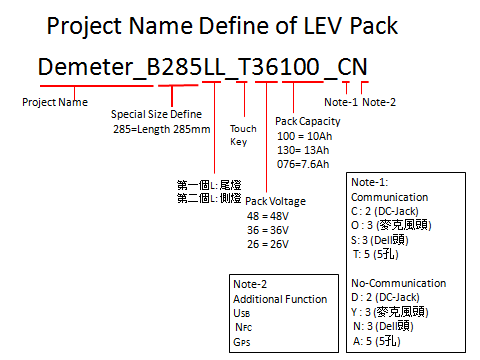 Project Name Define of LEV Pack
Demeter_B285LL_T36100_CN
Project Name
Special Size Define
285=Length 285mm
Touch
Key
Pack Capacity
100 = 10Ah
130= 13Ah
076=7.6Ah
Note-1 Note-2
第一個L: 尾燈
第二個L: 側燈
Pack Voltage
48 = 48V
36 = 36V
26 = 26V
Note-1:
Communication
C : 2 (DC-Jack)
O : 3 (麥克風頭)
S: 3 (Dell頭)
T: 5 (5孔)
No-Communication
D : 2 (DC-Jack)
Y : 3 (麥克風頭)
N: 3 (Dell頭)
A: 5 (5孔)
Note-2
Additional Function
USB
NFC
GPS